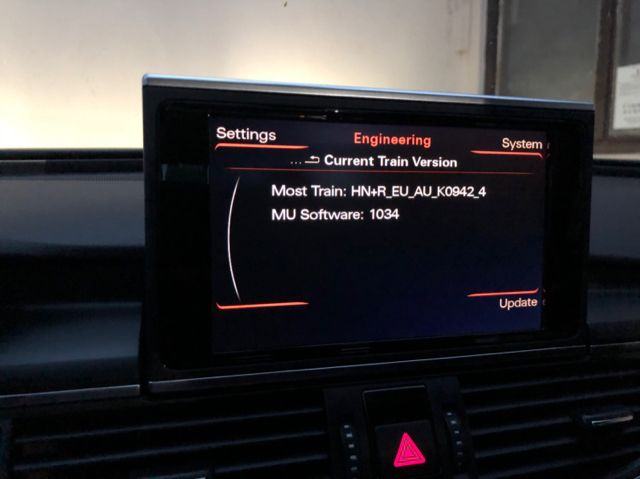 Settings
Engineering
System
... Current Train Version
Most Train: HN+R_EU_AU_K0942_4
MU Software: 1034
Update